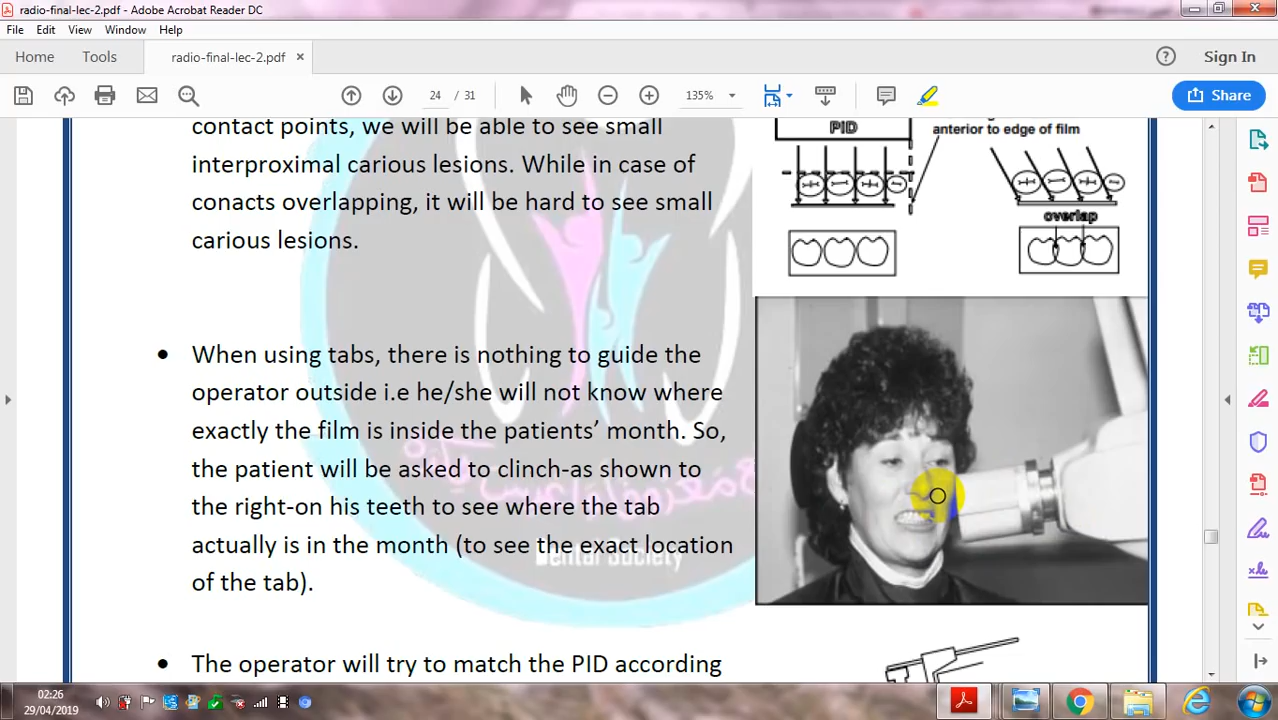 radio-final-lec-2.pdf - Adobe Acrobat Reader DC
File Edit View Window Help
Home Tools radio-final-lec-2.pdf × Sign In
24 / 31 135% Share
contact points, we will be able to see small
interproximal carious lesions. While in case of
conacts overlapping, it will be hard to see small
carious lesions.
PID
anterior to edge of film
overlap
• When using tabs, there is nothing to guide the
operator outside i.e he/she will not know where
exactly the film is inside the patients’ month. So,
the patient will be asked to clinch-as shown to
the right-on his teeth to see where the tab
actually is in the month (to see the exact location
of the tab).
Dental Society
• The operator will try to match the PID according
02:26
29/04/2019